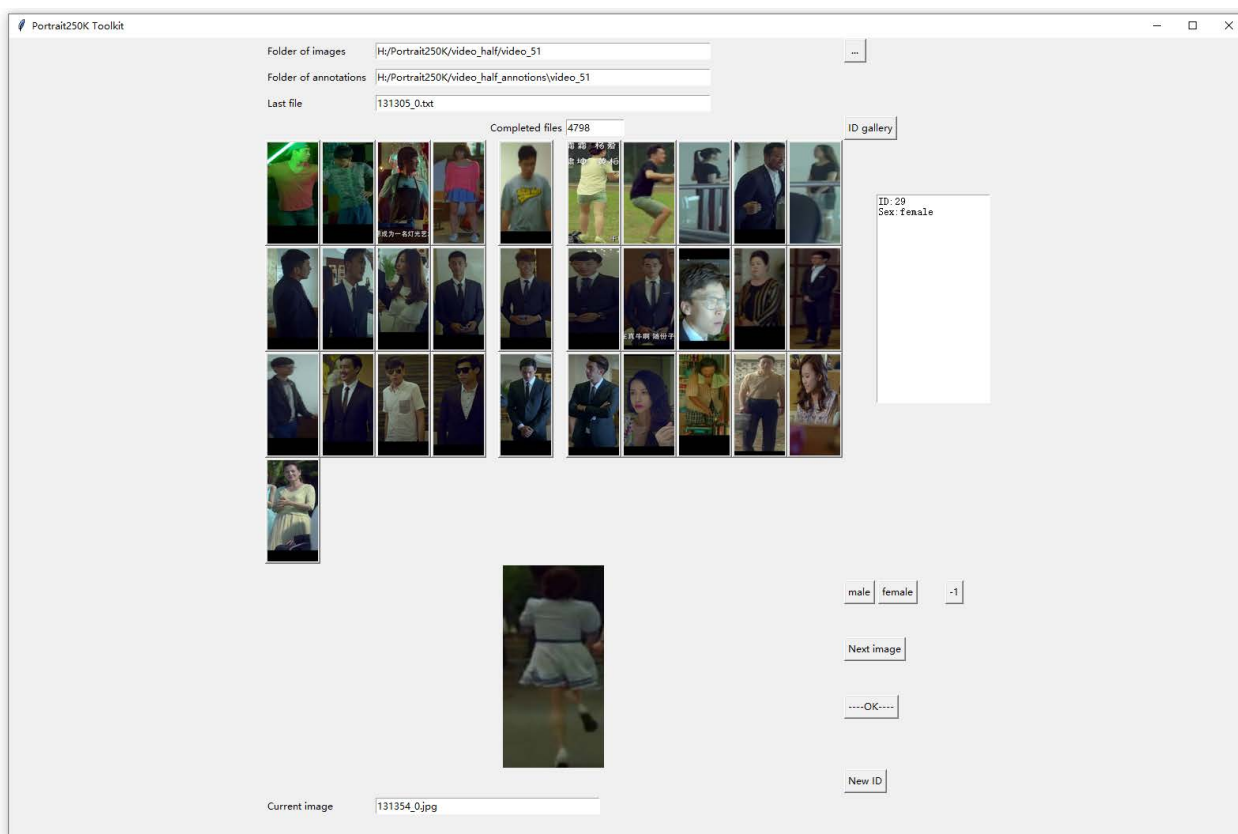 Portrait250K Toolkit
Folder of images H:/Portrait250K/video_half/video_51 ...
Folder of annotations H:/Portrait250K/video_half_annotions\video_51
Last file 131305_0.txt
Completed files 4798 ID gallery
ID:29
Sex:female
male female -1
Next image
----OK----
New ID
Current image 131354_0.jpg